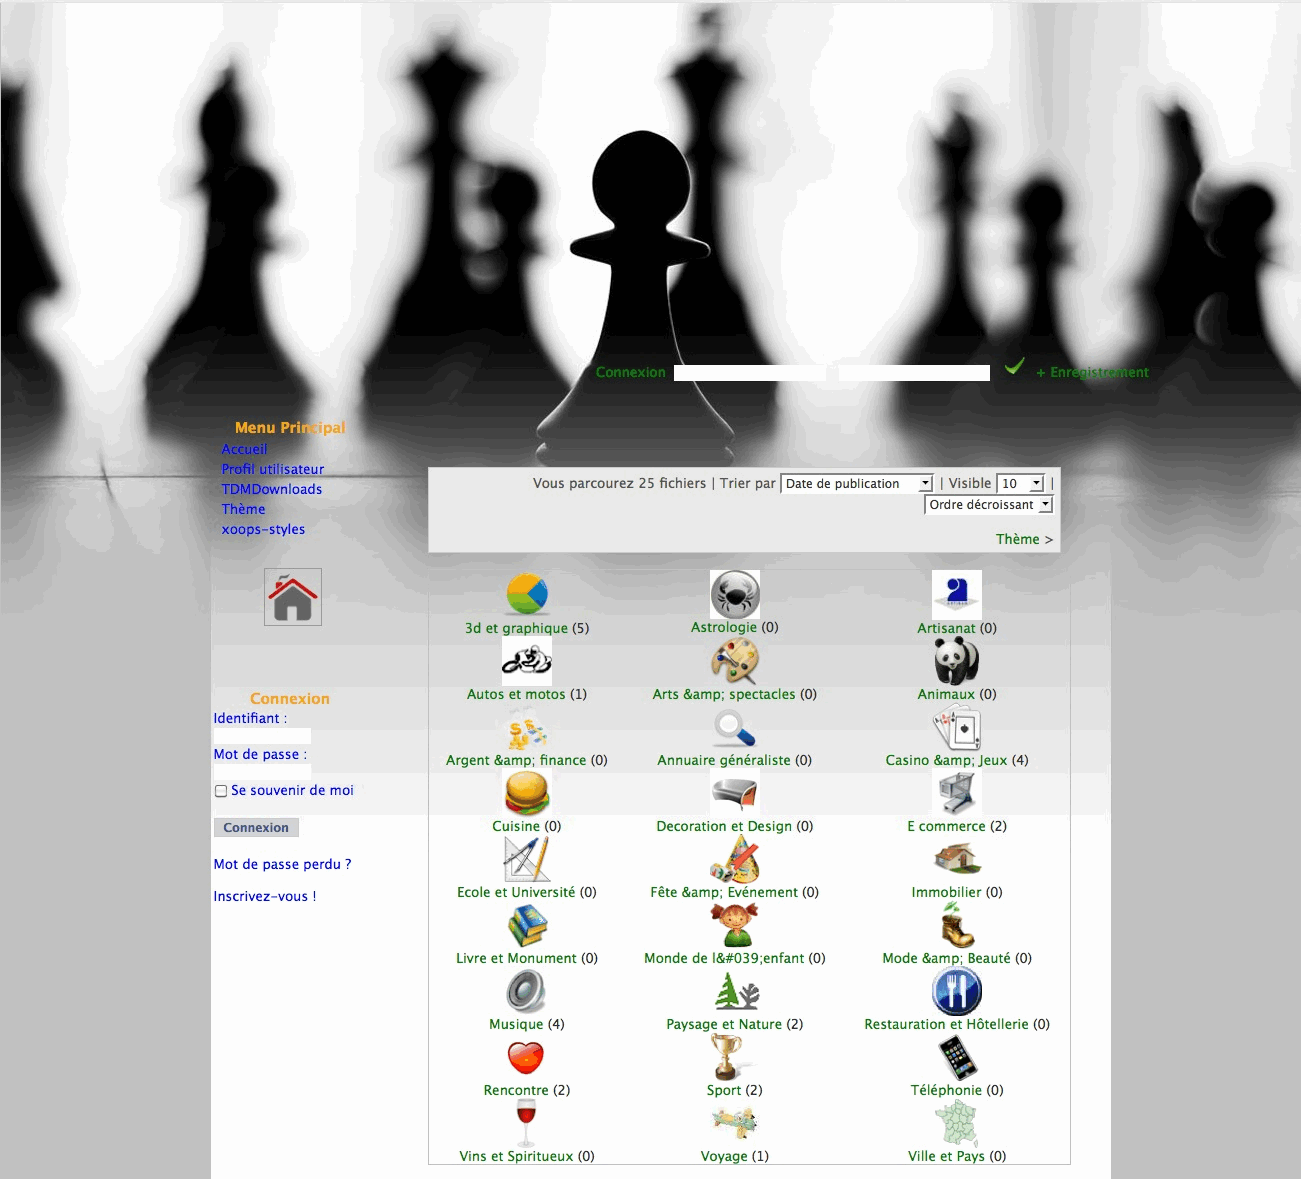 Connexion + Enregistrement
Menu Principal
Accueil
Profil utilisateur
TDMDownloads
Thème
xoops-styles
Vous parcourez 25 fichiers | Trier par Date de publication | Visible 10 |
Ordre décroissant
Thème >
3d et graphique (5) Astrologie (0) Artisanat (0)
Autos et motos (1) Arts &amp; spectacles (0) Animaux (0)
Argent &amp; finance (0) Annuaire généraliste (0) Casino &amp; Jeux (4)
Cuisine (0) Decoration et Design (0) E commerce (2)
Ecole et Université (0) Fête &amp; Evénement (0) Immobilier (0)
Livre et Monument (0) Monde de l&#039;enfant (0) Mode &amp; Beauté (0)
Musique (4) Paysage et Nature (2) Restauration et Hôtellerie (0)
Rencontre (2) Sport (2) Téléphonie (0)
Vins et Spiritueux (0) Voyage (1) Ville et Pays (0)
Connexion
Identifiant :
Mot de passe :
Se souvenir de moi
Connexion
Mot de passe perdu ?
Inscrivez-vous !